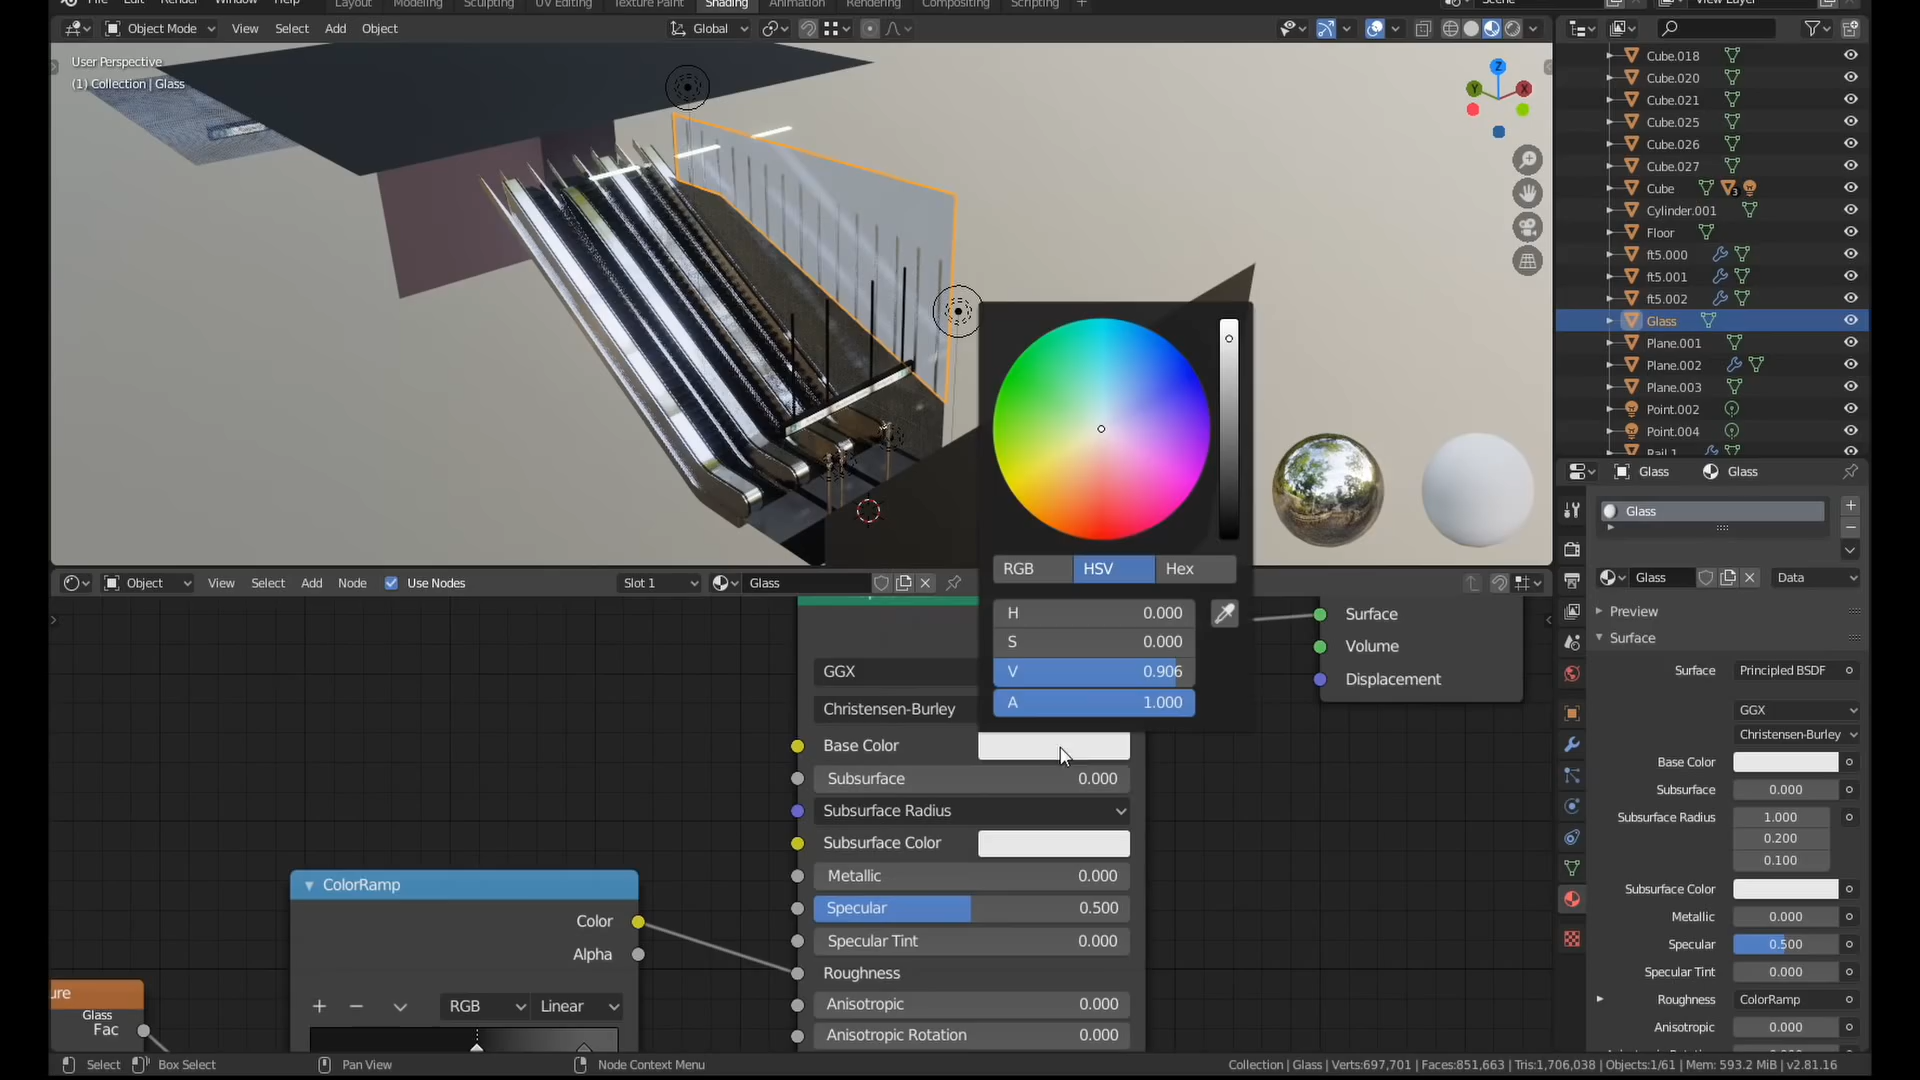 File Edit Render Window Help Layout Modeling Sculpting UV Editing Texture Paint Shading Animation Rendering Compositing Scripting + Scene View Layer
Object Mode View Select Add Object Global
User Perspective
(1) Collection | Glass
Z
Y X
Cube.018
Cube.020
Cube.021
Cube.025
Cube.026
Cube.027
Cube 3
Cylinder.001
Floor
ft5.000
ft5.001
ft5.002
Glass
Plane.001
Plane.002
Plane.003
Point.002
Point.004
Rail.1
RGB HSV Hex
H 0.000
S 0.000
V 0.906
A 1.000
Object View Select Add Node Use Nodes Slot 1 Glass
Surface
Volume
Displacement
GGX
Christensen-Burley
Base Color
Subsurface 0.000
Subsurface Radius
Subsurface Color
Metallic 0.000
Specular 0.500
Specular Tint 0.000
Roughness
Anisotropic 0.000
Anisotropic Rotation 0.000
ColorRamp
Color
Alpha
+ − RGB Linear
ure
Glass
Fac
Glass Glass
Glass
Glass Data
Preview
Surface
Surface Principled BSDF
GGX
Christensen-Burley
Base Color
Subsurface 0.000
Subsurface Radius 1.000
0.200
0.100
Subsurface Color
Metallic 0.000
Specular 0.500
Specular Tint 0.000
Roughness ColorRamp
Anisotropic 0.000
Select Box Select Pan View Node Context Menu Collection | Glass | Verts:697,701 | Faces:851,663 | Tris:1,706,038 | Objects:1/61 | Mem: 593.2 MiB | v2.81.16